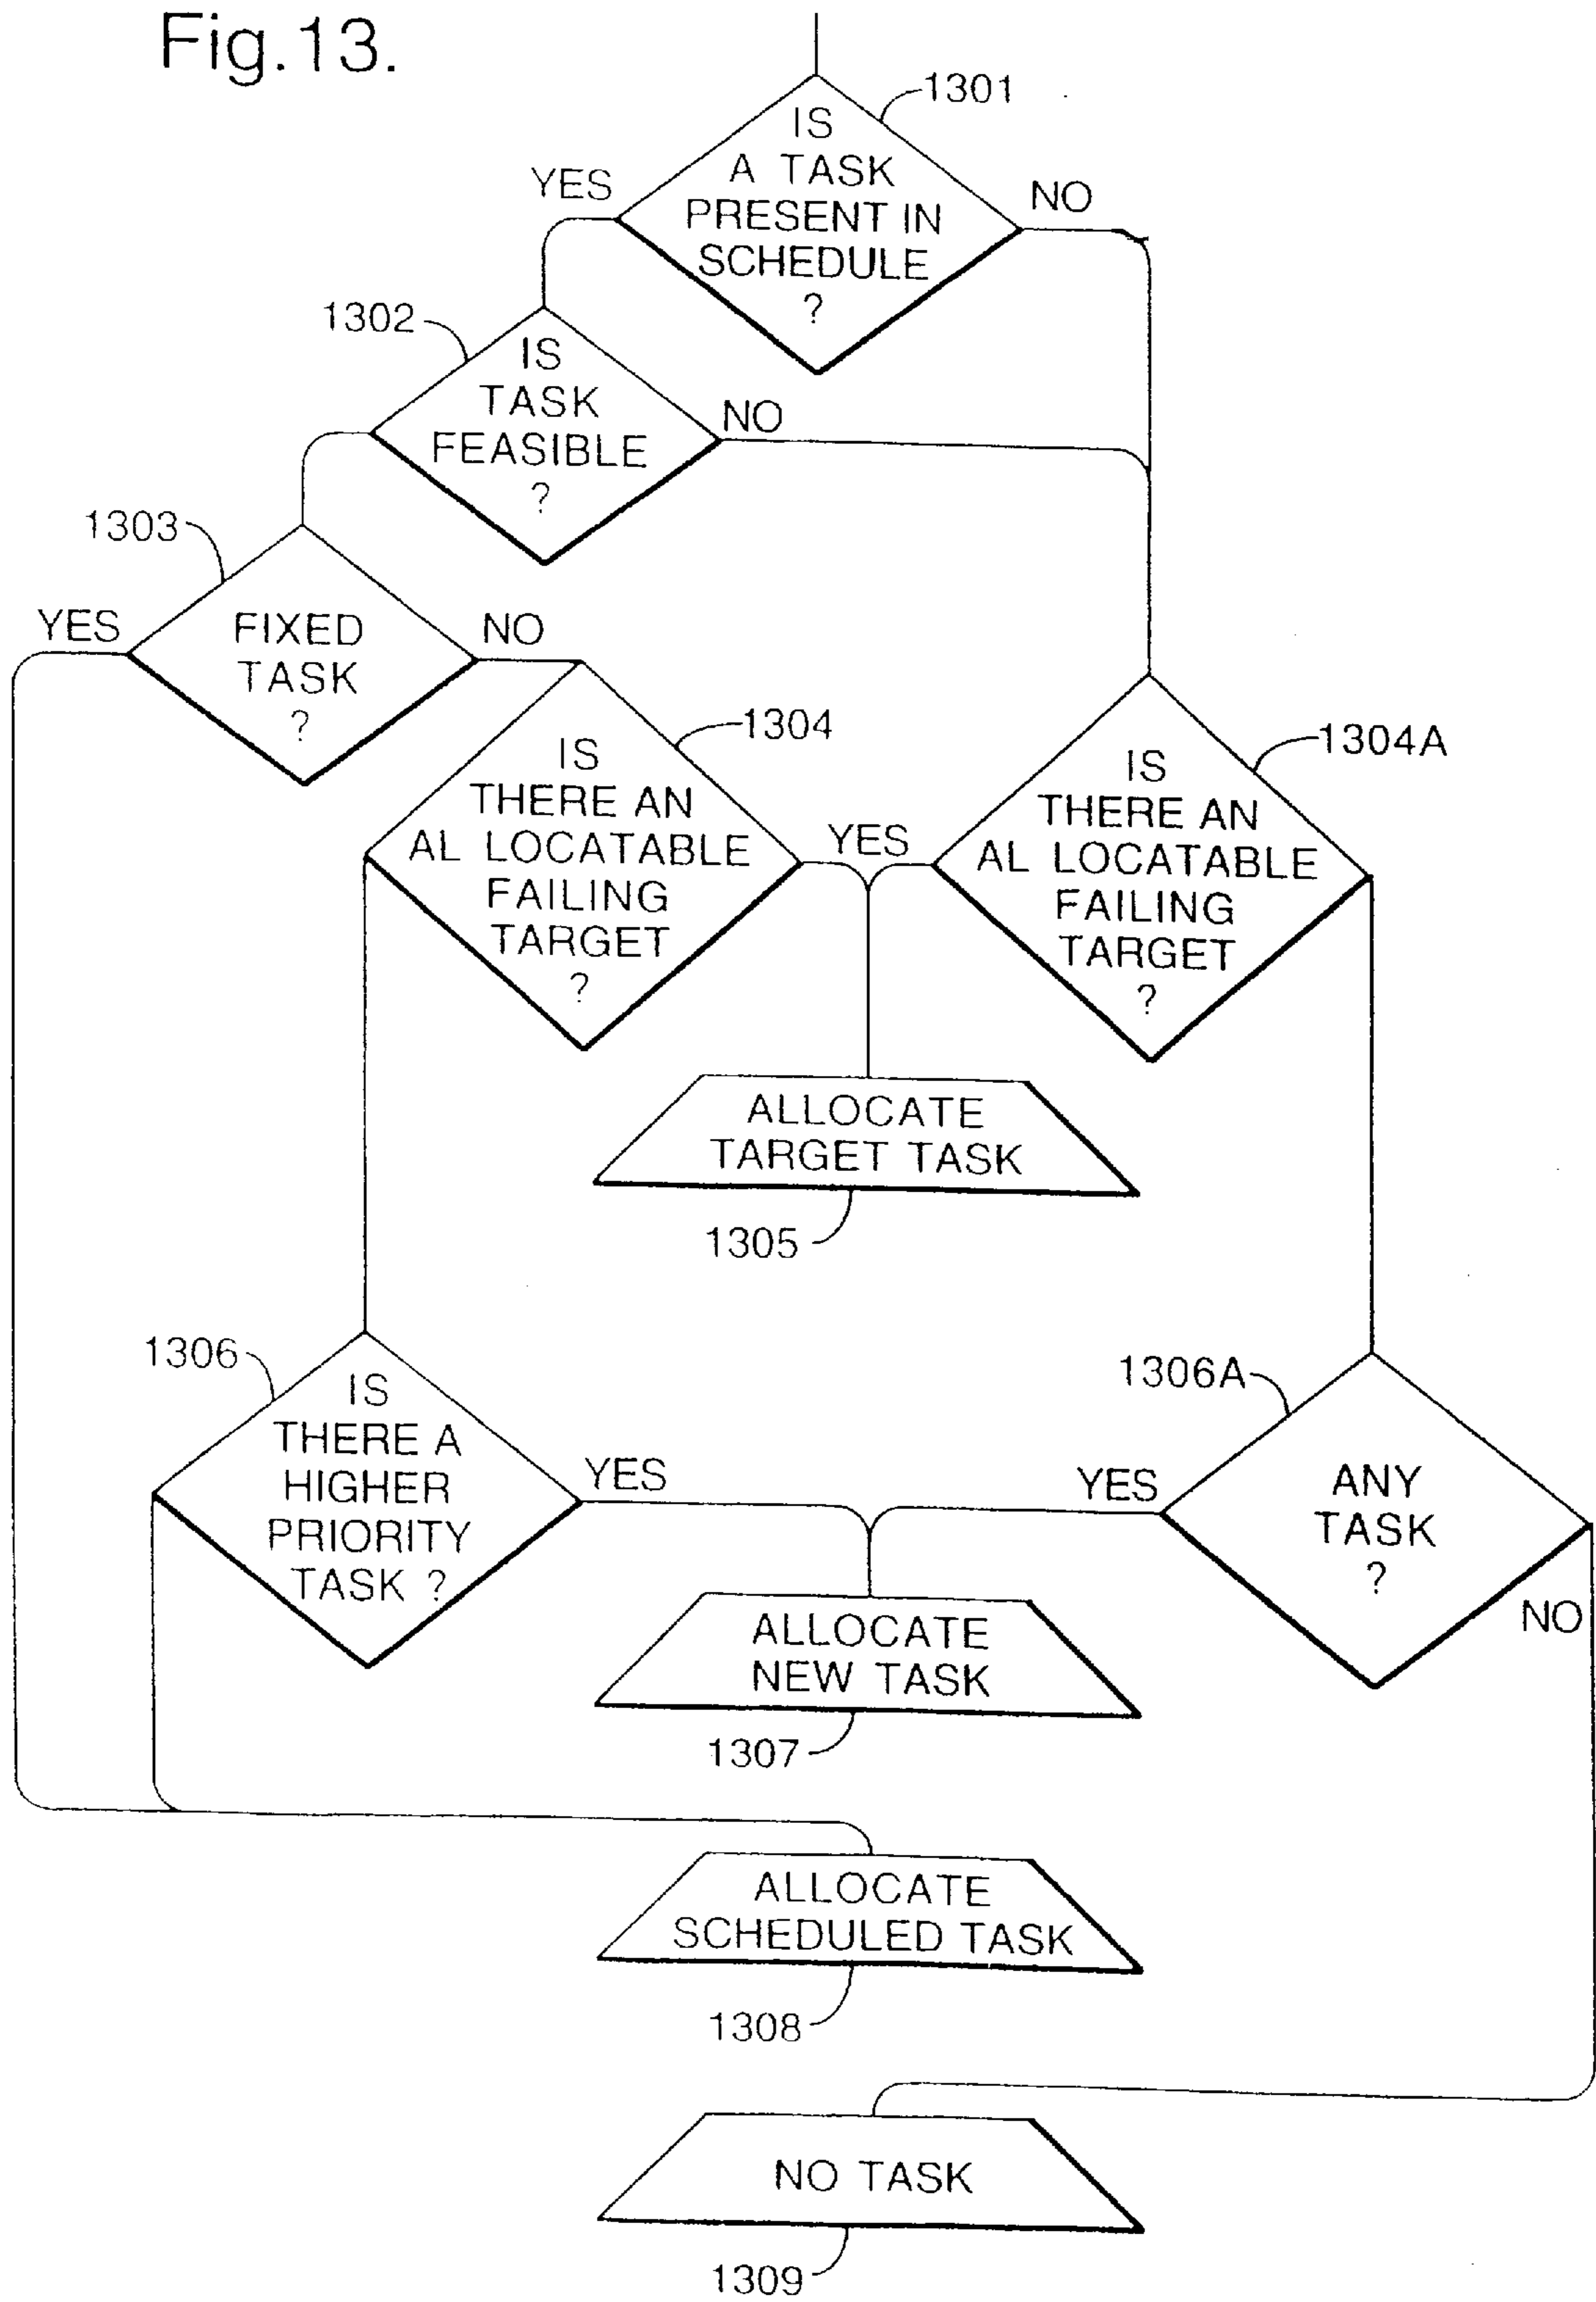 Fig.13.
1301
IS
A TASK
PRESENT IN
SCHEDULE
?
YES
NO
1302
IS
TASK
FEASIBLE
?
NO
1303
FIXED
TASK
?
YES
NO
1304
IS
THERE AN
AL LOCATABLE
FAILING
TARGET
?
YES
1304A
IS
THERE AN
AL LOCATABLE
FAILING
TARGET
?
ALLOCATE
TARGET TASK
1305
1306
IS
THERE A
HIGHER
PRIORITY
TASK ?
YES
1306A
YES
ANY
TASK
?
NO
ALLOCATE
NEW TASK
1307
ALLOCATE
SCHEDULED TASK
1308
NO TASK
1309